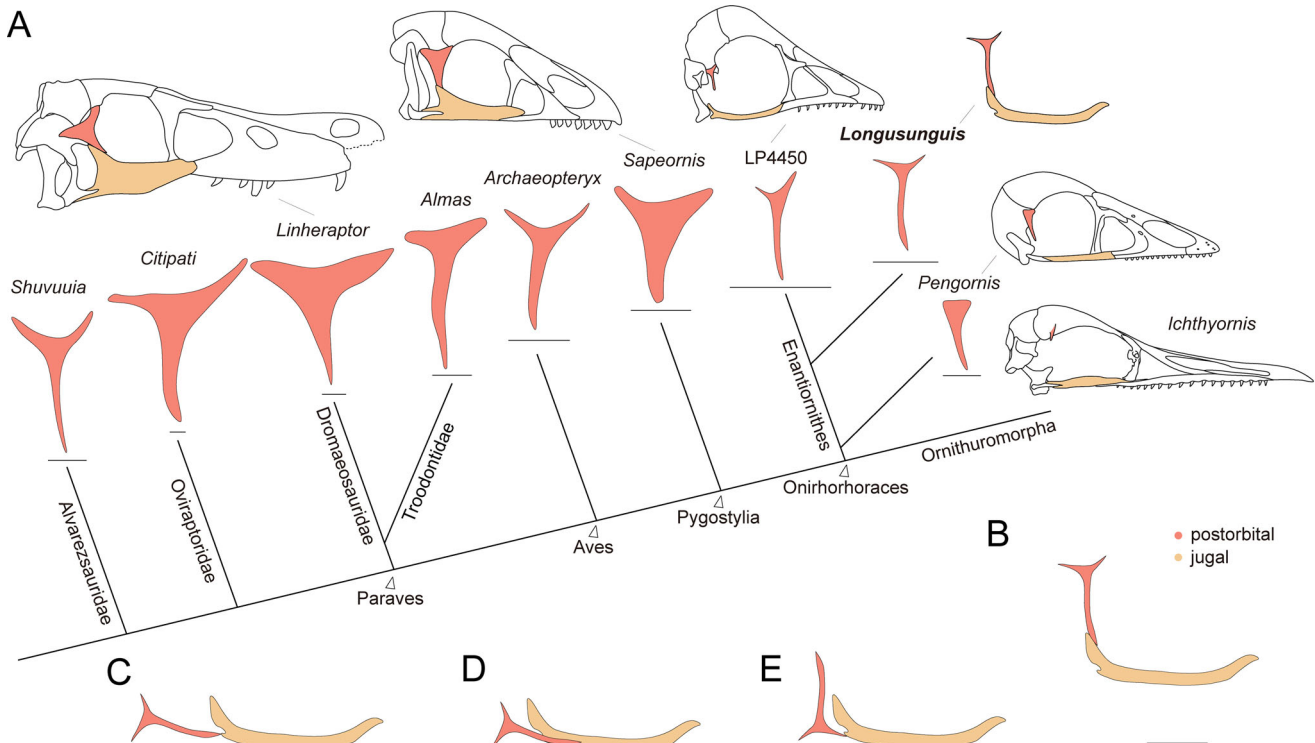 A
Sapeornis
LP4450
Longusunguis
Archaeopteryx
Almas
Linheraptor
Citipati
Shuvuuia
Pengornis
Ichthyornis
Alvarezsauridae
Oviraptoridae
Dromaeosauridae
Troodontidae
Enantiornithes
Ornithuromorpha
Onirhorhoraces
Pygostylia
Aves
Paraves
B
postorbital
jugal
C
D
E